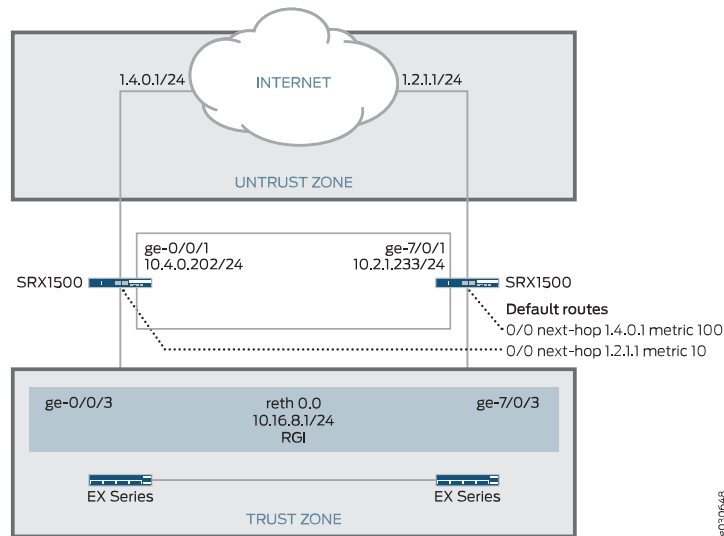 1.4.0.1/24
INTERNET
1.2.1.1/24
UNTRUST ZONE
ge-0/0/1
10.4.0.202/24
ge-7/0/1
10.2.1.233/24
SRX1500
SRX1500
Default routes
0/0 next-hop 1.4.0.1 metric 100
0/0 next-hop 1.2.1.1 metric 10
ge-0/0/3
reth 0.0
10.16.8.1/24
RGI
ge-7/0/3
EX Series
EX Series
TRUST ZONE
g030648